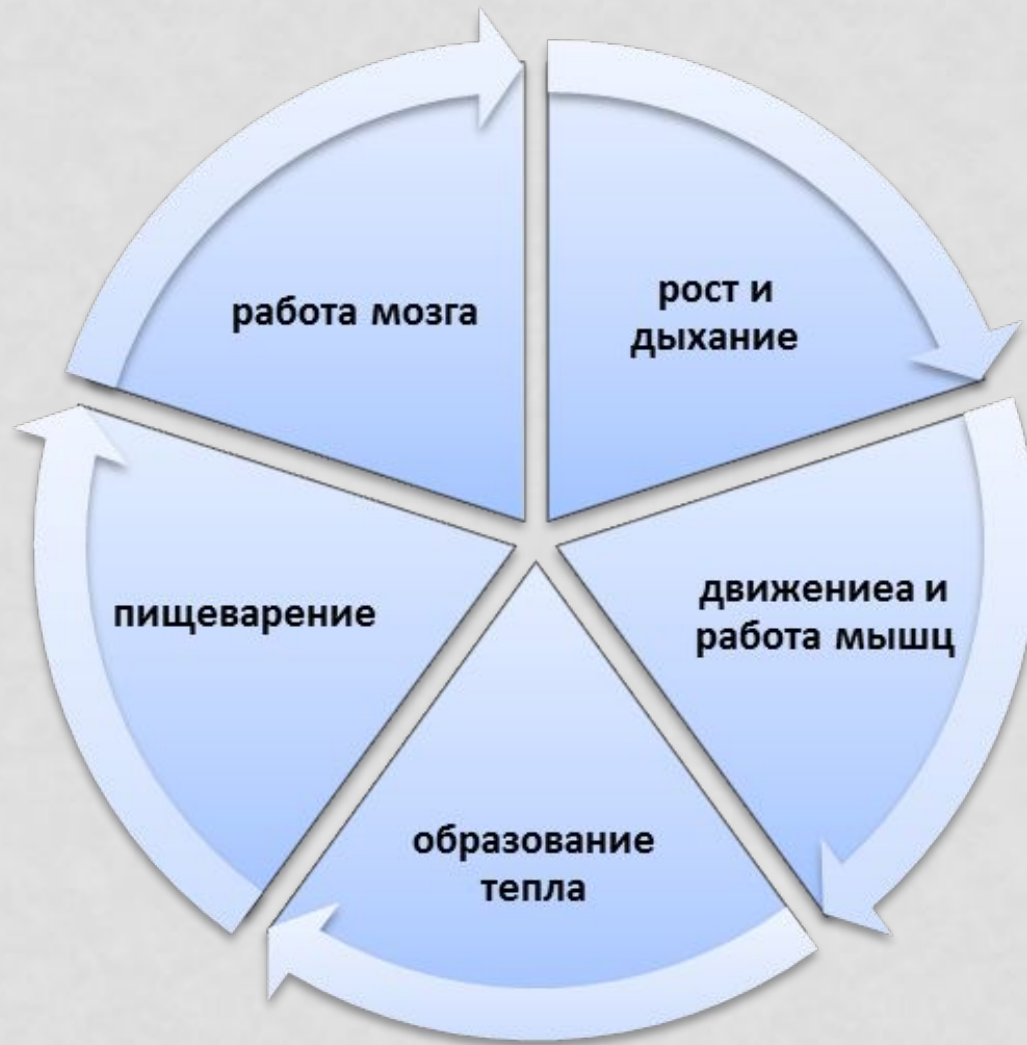 работа мозга
рост и
дыхание
движениеа и
работа мышц
образование
тепла
пищеварение